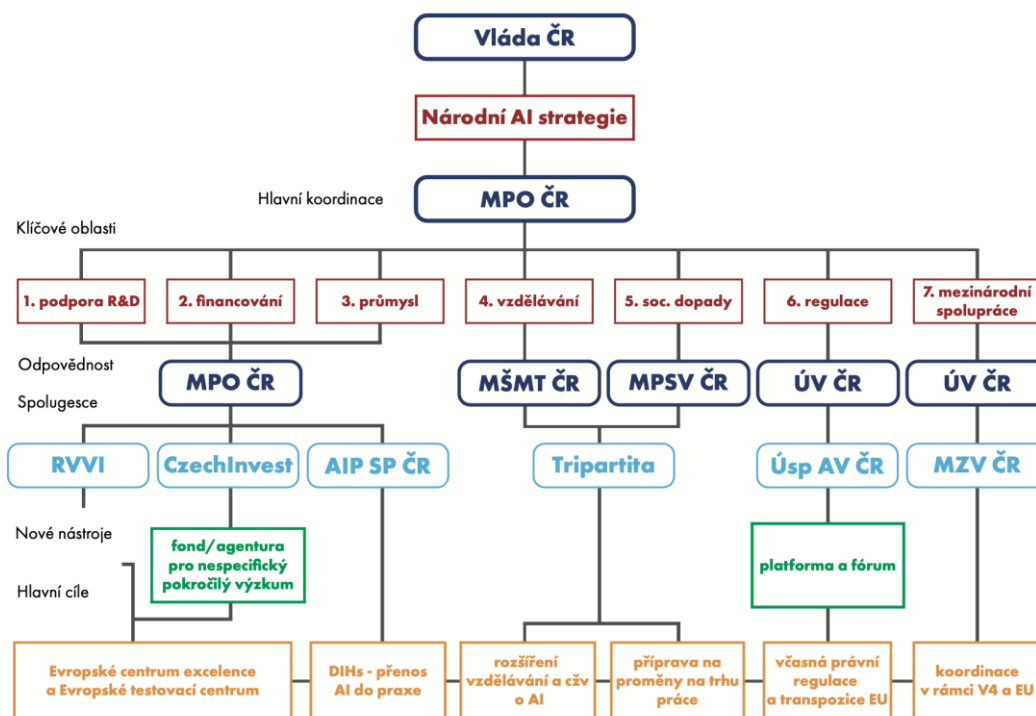 Vláda ČR
Národní AI strategie
Hlavní koordinace
MPO ČR
Klíčové oblasti
1. podpora R&D
2. financování
3. průmysl
4. vzdělávání
5. soc. dopady
6. regulace
7. mezinárodní
spolupráce
Odpovědnost
MPO ČR
MŠMT ČR
MPSV ČR
ÚV ČR
ÚV ČR
Spolugesce
RVVI
CzechInvest
AIP SP ČR
Tripartita
Úsp AV ČR
MZV ČR
Nové nástroje
fond/agentura
pro nespecifický
pokročilý výzkum
platforma a fórum
Hlavní cíle
Evropské centrum excelence
a Evropské testovací centrum
DIHs - přenos
AI do praxe
rozšíření
vzdělávání a cžv
o AI
příprava na
proměny na trhu
práce
včasná právní
regulace
a transpozice EU
koordinace
v rámci V4 a EU